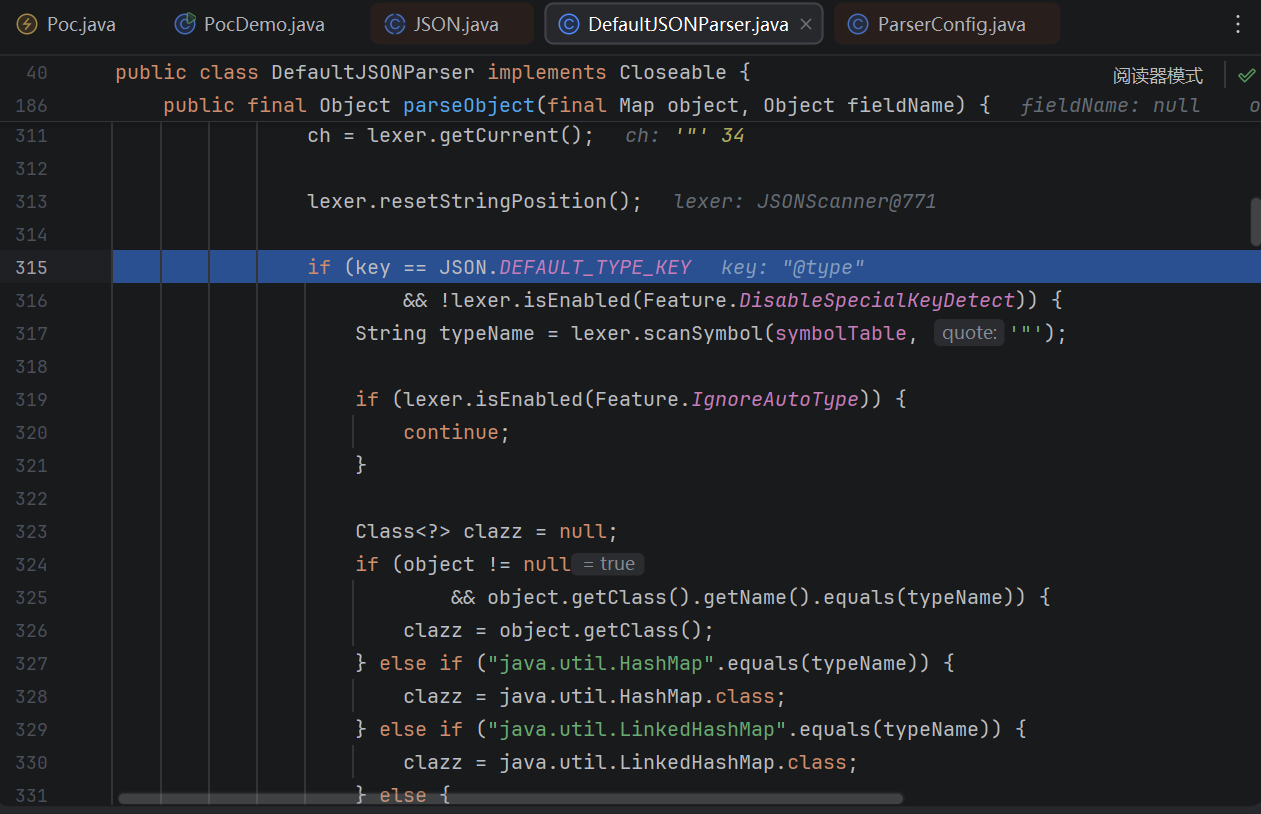 Poc.java PocDemo.java JSON.java DefaultJSONParser.java ParserConfig.java
40 public class DefaultJSONParser implements Closeable { 阅读器模式
186 public final Object parseObject(final Map object, Object fieldName) { fieldName: null o
311 ch = lexer.getCurrent(); ch: '"' 34
312
313 lexer.resetStringPosition(); lexer: JSONScanner@771
314
315 if (key == JSON.DEFAULT_TYPE_KEY key: "@type"
316 && !lexer.isEnabled(Feature.DisableSpecialKeyDetect)) {
317 String typeName = lexer.scanSymbol(symbolTable, quote: '"');
318
319 if (lexer.isEnabled(Feature.IgnoreAutoType)) {
320 continue;
321 }
322
323 Class<?> clazz = null;
324 if (object != null = true
325 && object.getClass().getName().equals(typeName)) {
326 clazz = object.getClass();
327 } else if ("java.util.HashMap".equals(typeName)) {
328 clazz = java.util.HashMap.class;
329 } else if ("java.util.LinkedHashMap".equals(typeName)) {
330 clazz = java.util.LinkedHashMap.class;
331 } else {